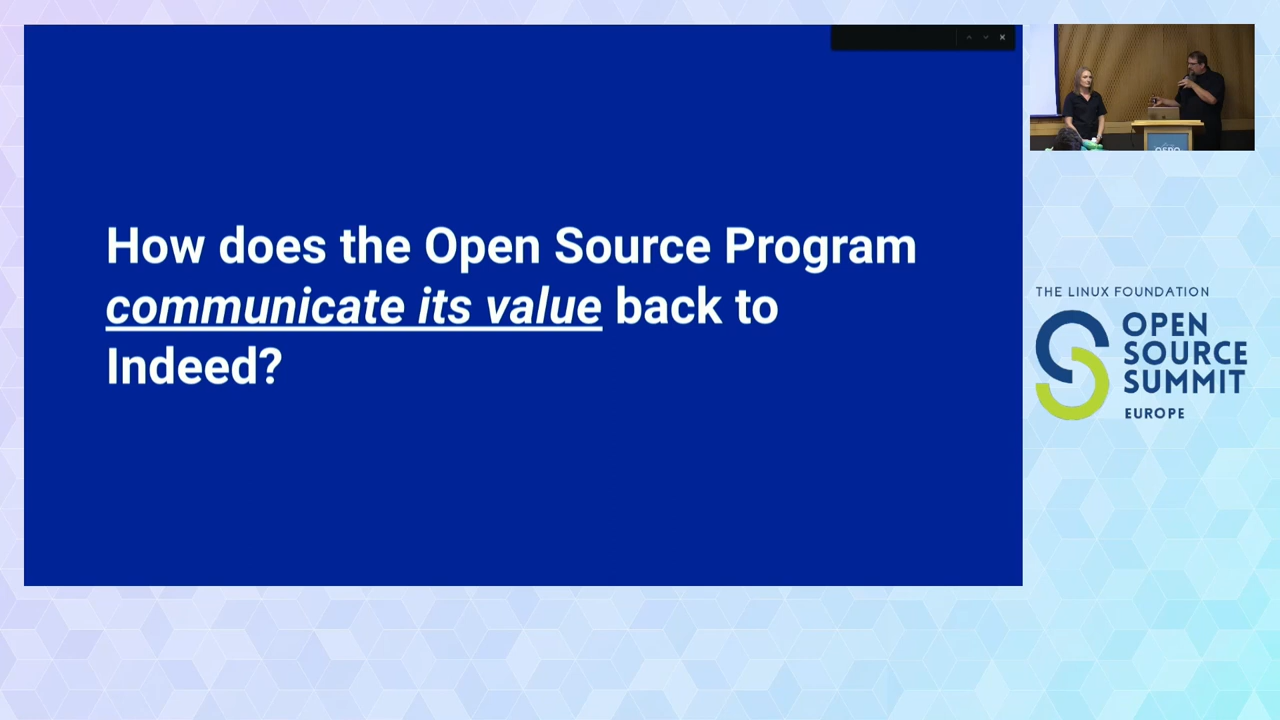 How does the Open Source Program
communicate its value back to
Indeed?
THE LINUX FOUNDATION
OPEN
SOURCE
SUMMIT
EUROPE
OSPO